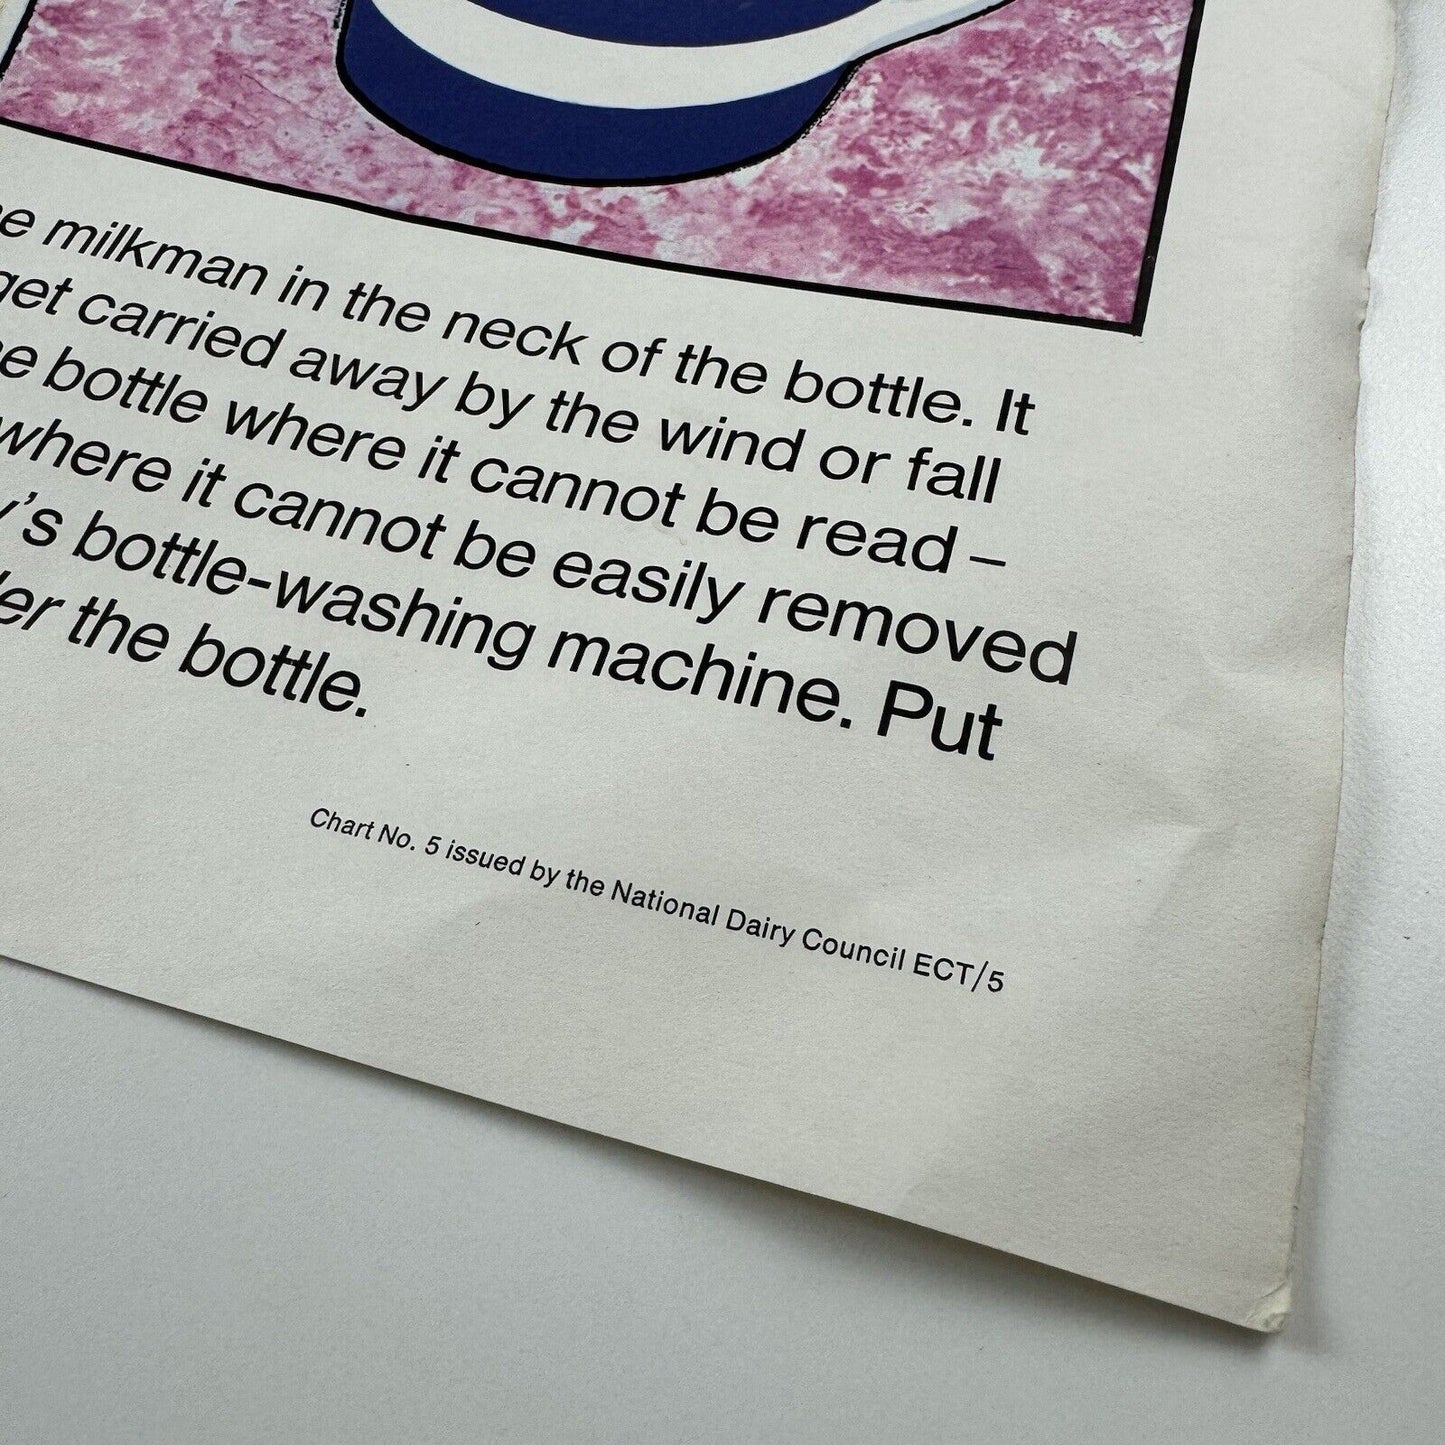 milkman in the neck of the bottle. It
get carried away by the wind or fall
bottle where it cannot be read –
where it cannot be easily removed
bottle-washing machine. Put
the bottle.
Chart No. 5 issued by the National Dairy Council ECT/5